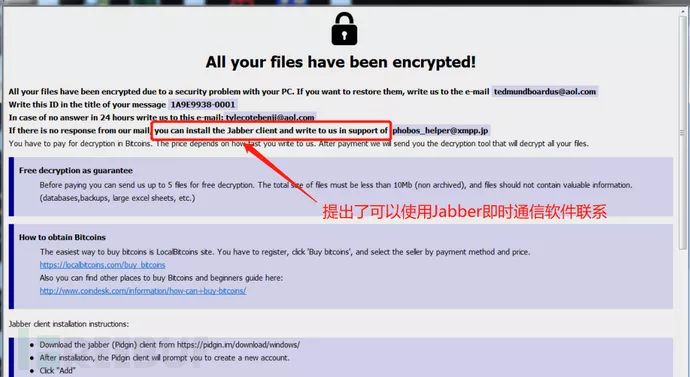 All your files have been encrypted!
All your files have been encrypted due to a security problem with your PC. If you want to restore them, write us to the e-mail tedmundboardus@aol.com
Write this ID in the title of your message 1A9E9938-0001
In case of no answer in 24 hours write us to this e-mail: tylecotebenji@aol.com
If there is no response from our mail, you can install the Jabber client and write to us in support of phobos_helper@xmpp.jp
You have to pay for decryption in Bitcoins. The price depends on how fast you write to us. After payment we will send you the decryption tool that will decrypt all your files.
Free decryption as guarantee
Before paying you can send us up to 5 files for free decryption. The total size of files must be less than 10Mb (non archived), and files should not contain valuable information.
(databases,backups, large excel sheets, etc.)
提出了可以使用Jabber即时通信软件联系
How to obtain Bitcoins
The easiest way to buy bitcoins is LocalBitcoins site. You have to register, click 'Buy bitcoins', and select the seller by payment method and price.
https://localbitcoins.com/buy_bitcoins
Also you can find other places to buy Bitcoins and beginners guide here:
http://www.coindesk.com/information/how-can-i-buy-bitcoins/
Jabber client installation instructions:
• Download the jabber (Pidgin) client from https://pidgin.im/download/windows/
• After installation, the Pidgin client will prompt you to create a new account.
• Click "Add"